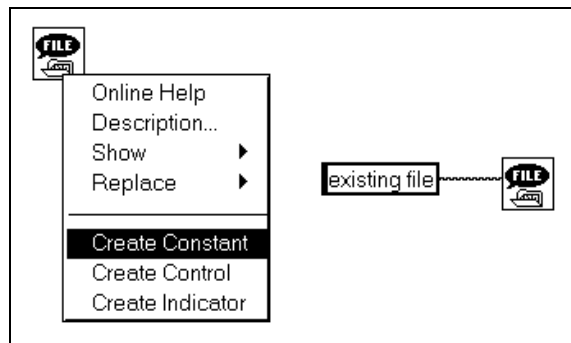 FILE
Online Help
Description...
Show
Replace
Create Constant
Create Control
Create Indicator
existing file
FILE